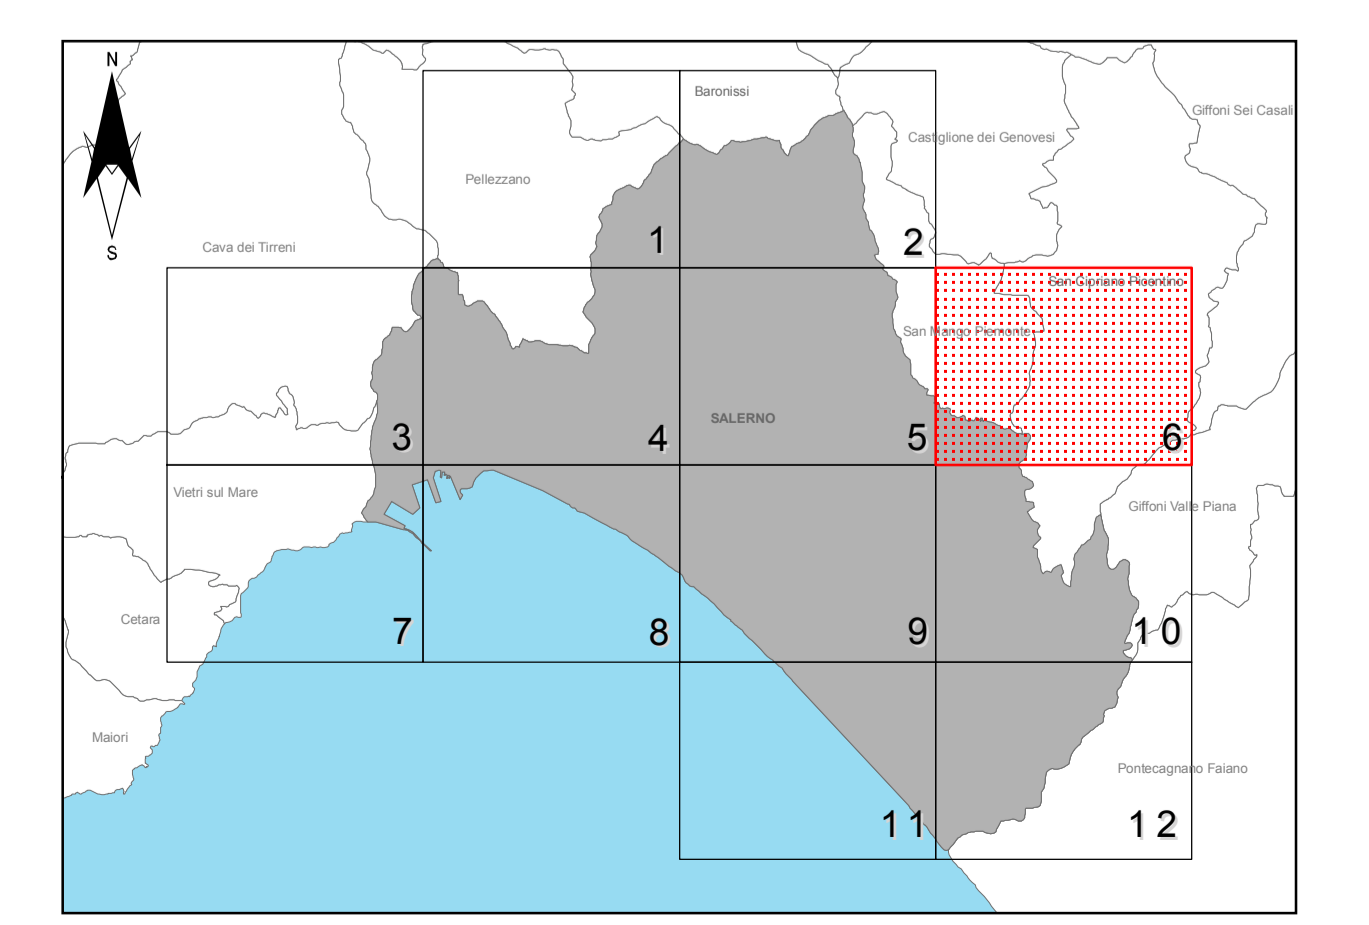 N
Baronissi
Giffoni Sei Casali
Castiglione dei Genovesi
Pellezzano
1
2
S
Cava dei Tirreni
San Cipriano Picentino
San Mango Piemonte
SALERNO
3
4
5
6
Vietri sul Mare
Giffoni Valle Piana
Cetara
7
8
9
10
Maiori
Pontecagnano Faiano
11
12